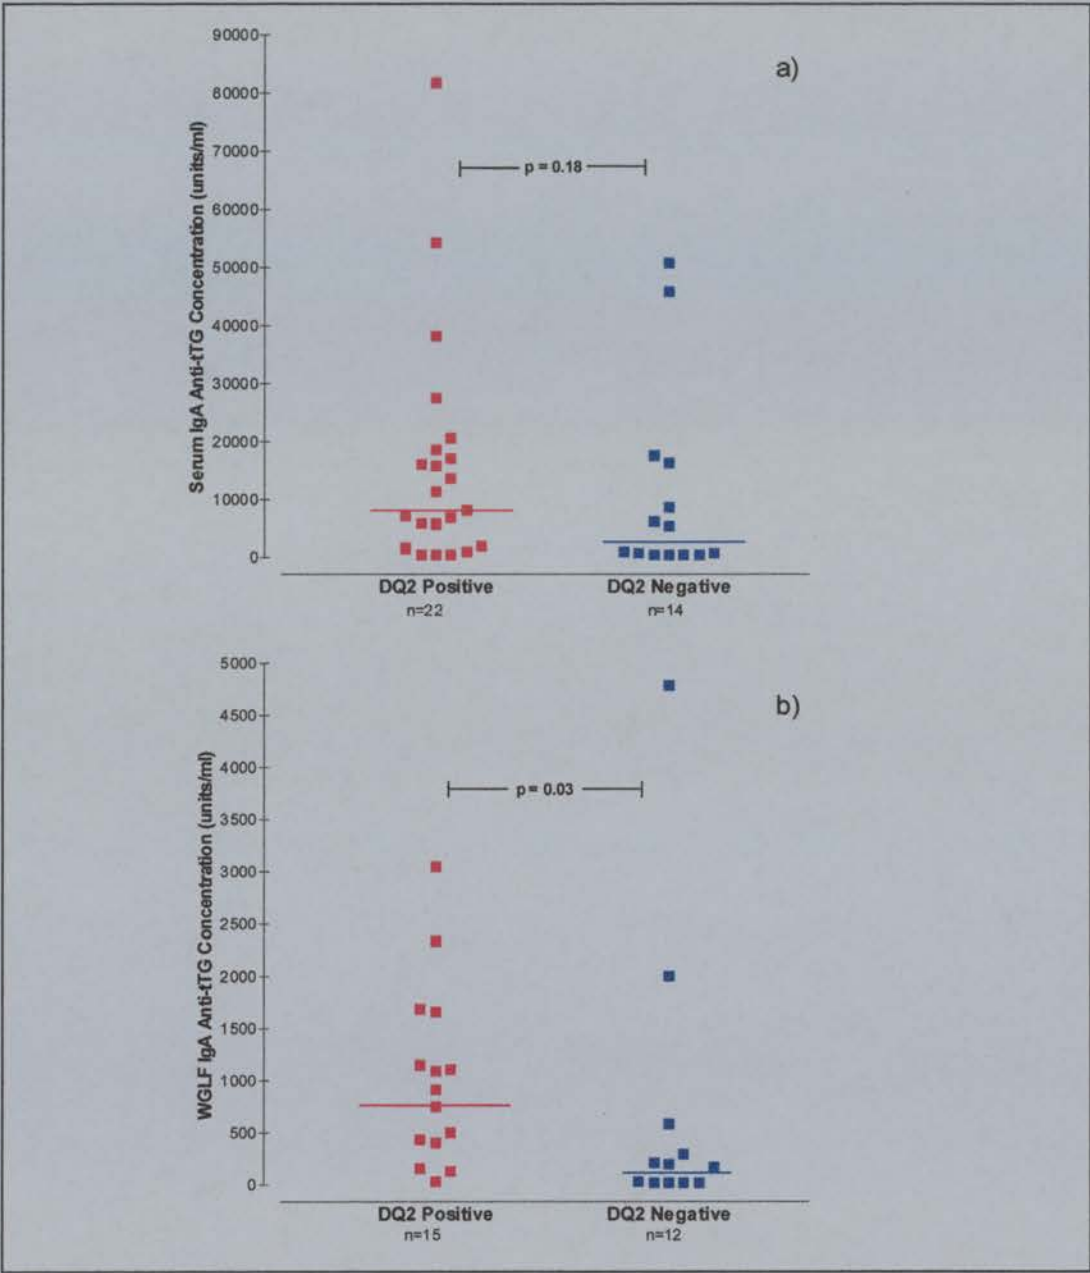 a)
Serum IgA Anti-tTG Concentration (units/ml)
90000
80000
70000
60000
50000
40000
30000
20000
10000
0
p = 0.18
DQ2 Positive
n=22
DQ2 Negative
n=14
b)
WGLF IgA Anti-tTG Concentration (units/ml)
5000
4500
4000
3500
3000
2500
2000
1500
1000
500
0
p = 0.03
DQ2 Positive
n=15
DQ2 Negative
n=12